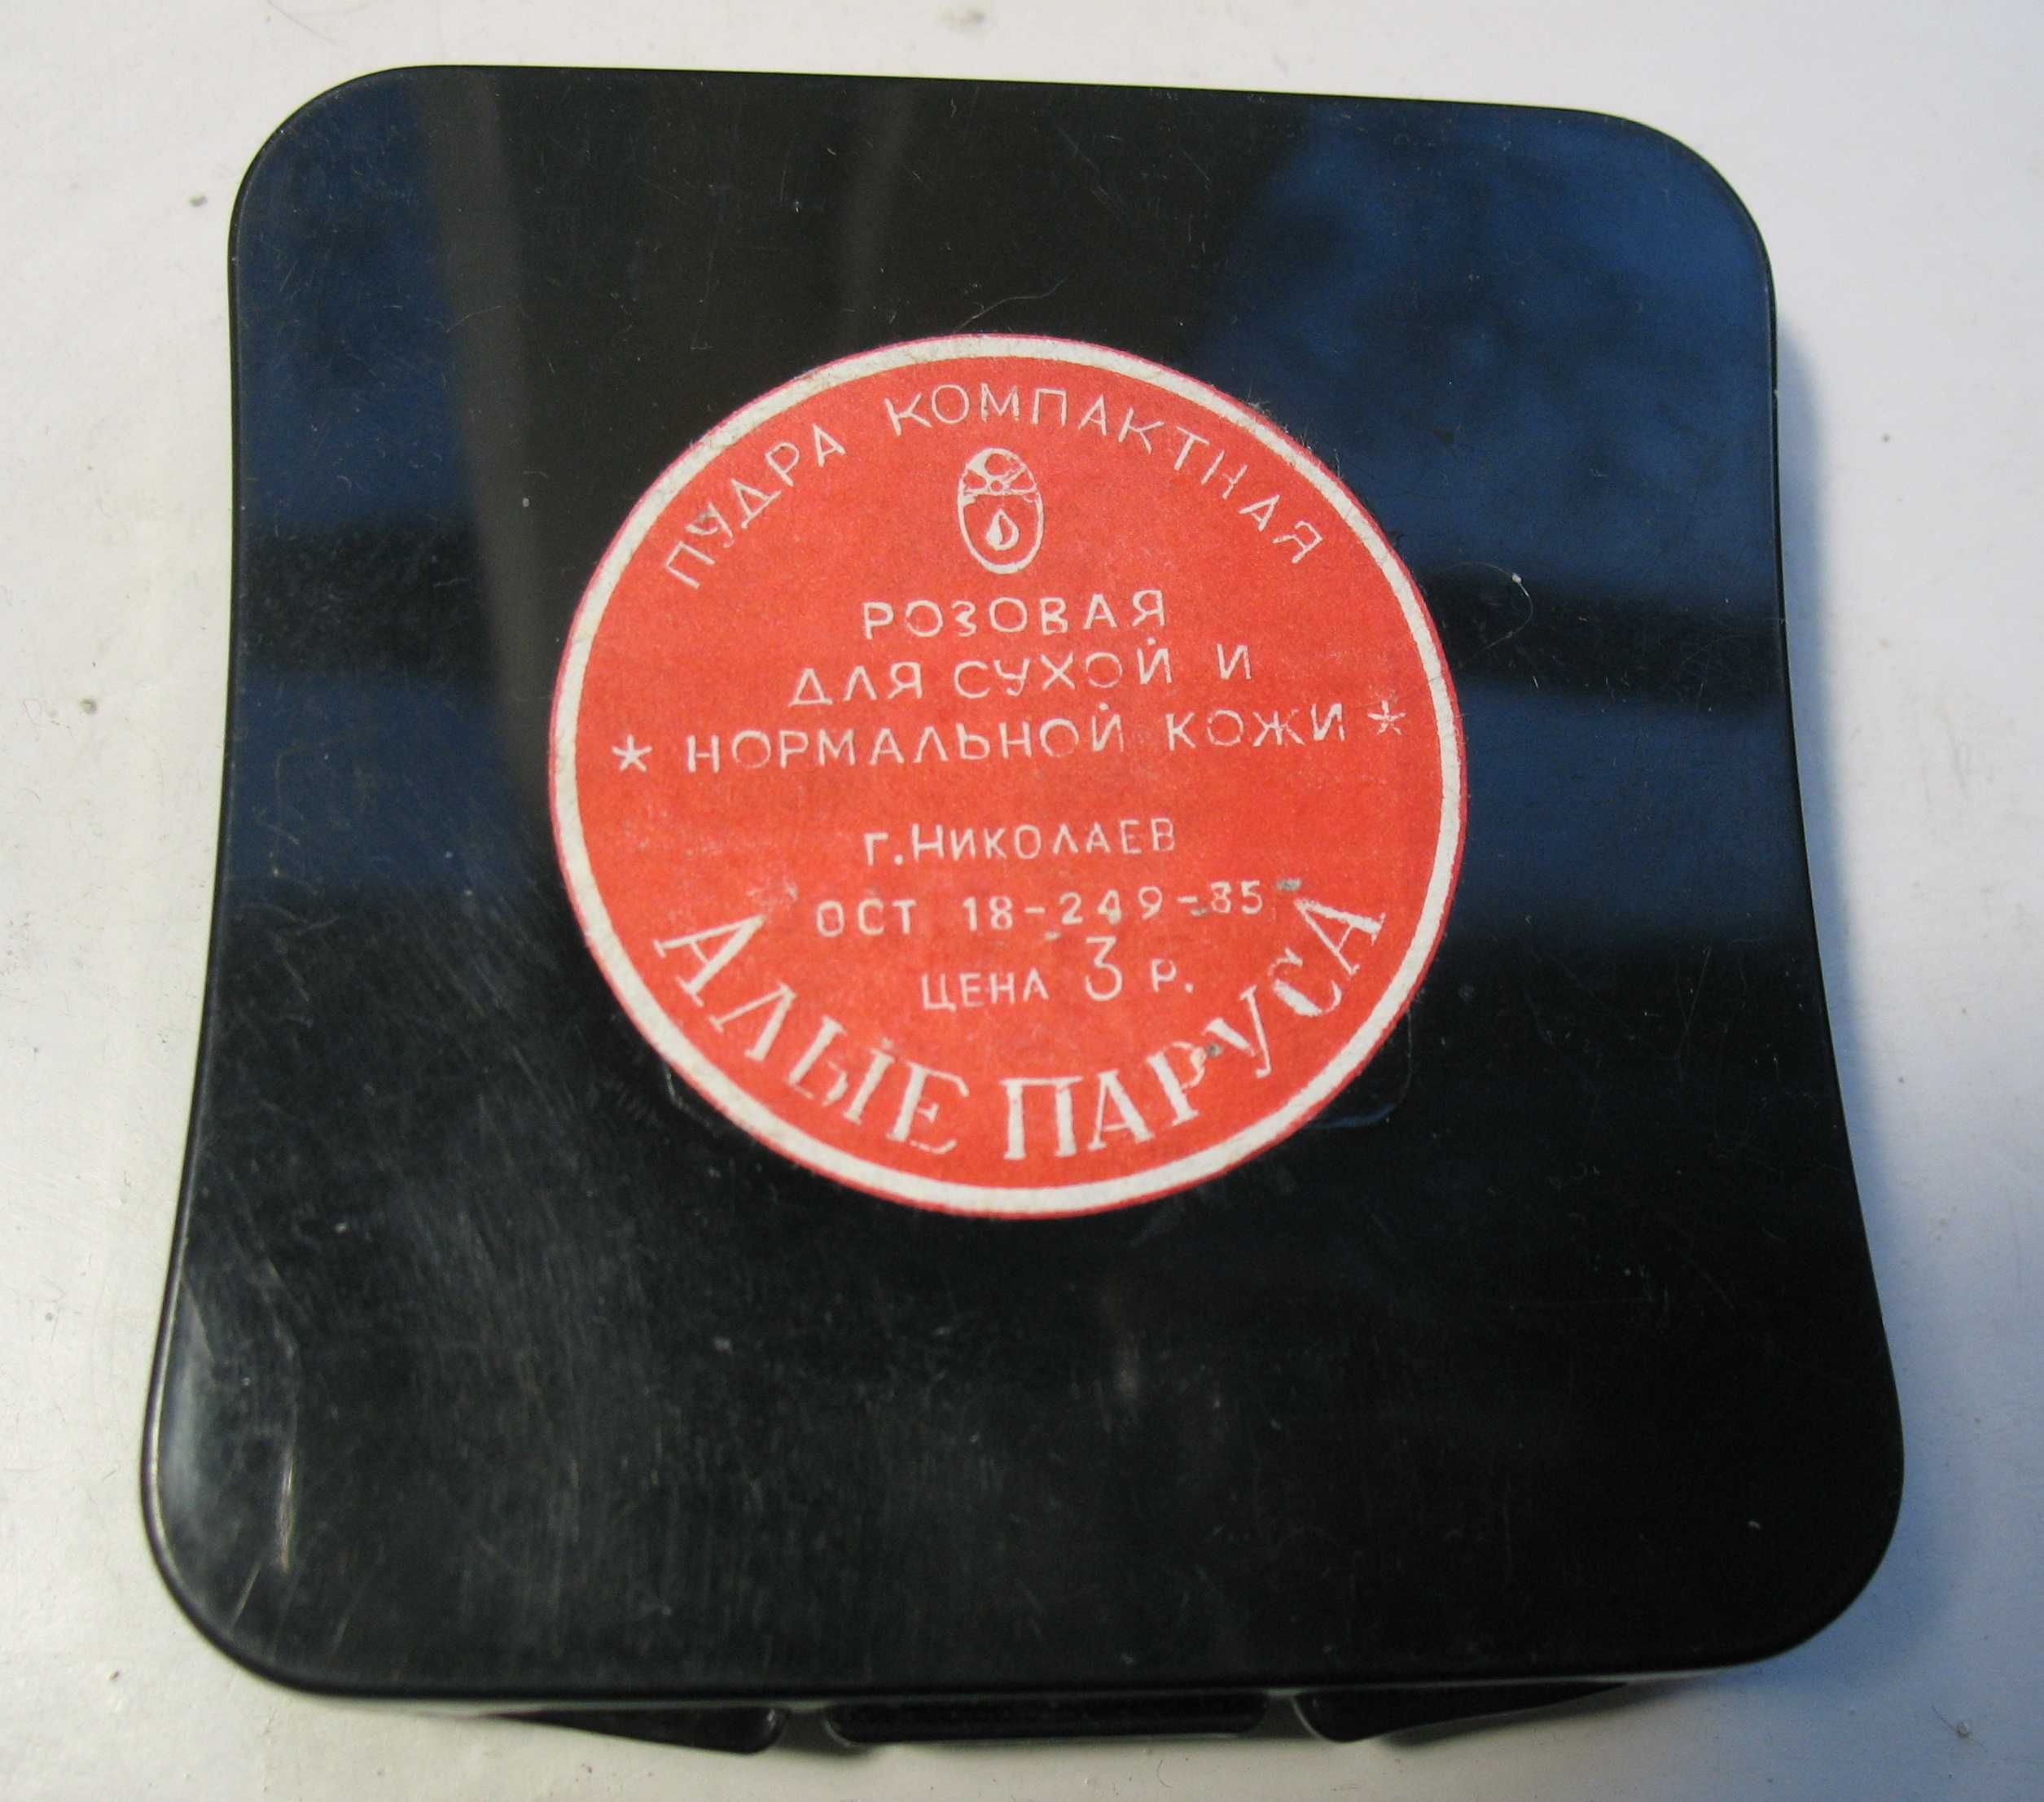 ПУДРА КОМПАКТНАЯ
РОЗОВАЯ
ДЛЯ СУХОЙ И
* НОРМАЛЬНОЙ КОЖИ *
г. НИКОЛАЕВ
ОСТ 18-249-85
ЦЕНА 3 р.
АЛЫЕ ПАРУСА